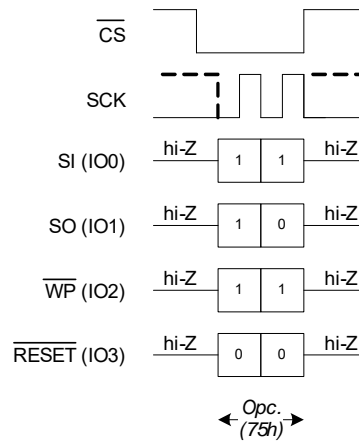 CS
SCK
hi-Z 1 1 hi-Z
SI (IO0)
hi-Z 1 0 hi-Z
SO (IO1)
hi-Z 1 1 hi-Z
WP (IO2)
hi-Z 0 0 hi-Z
RESET (IO3)
Opc.
(75h)